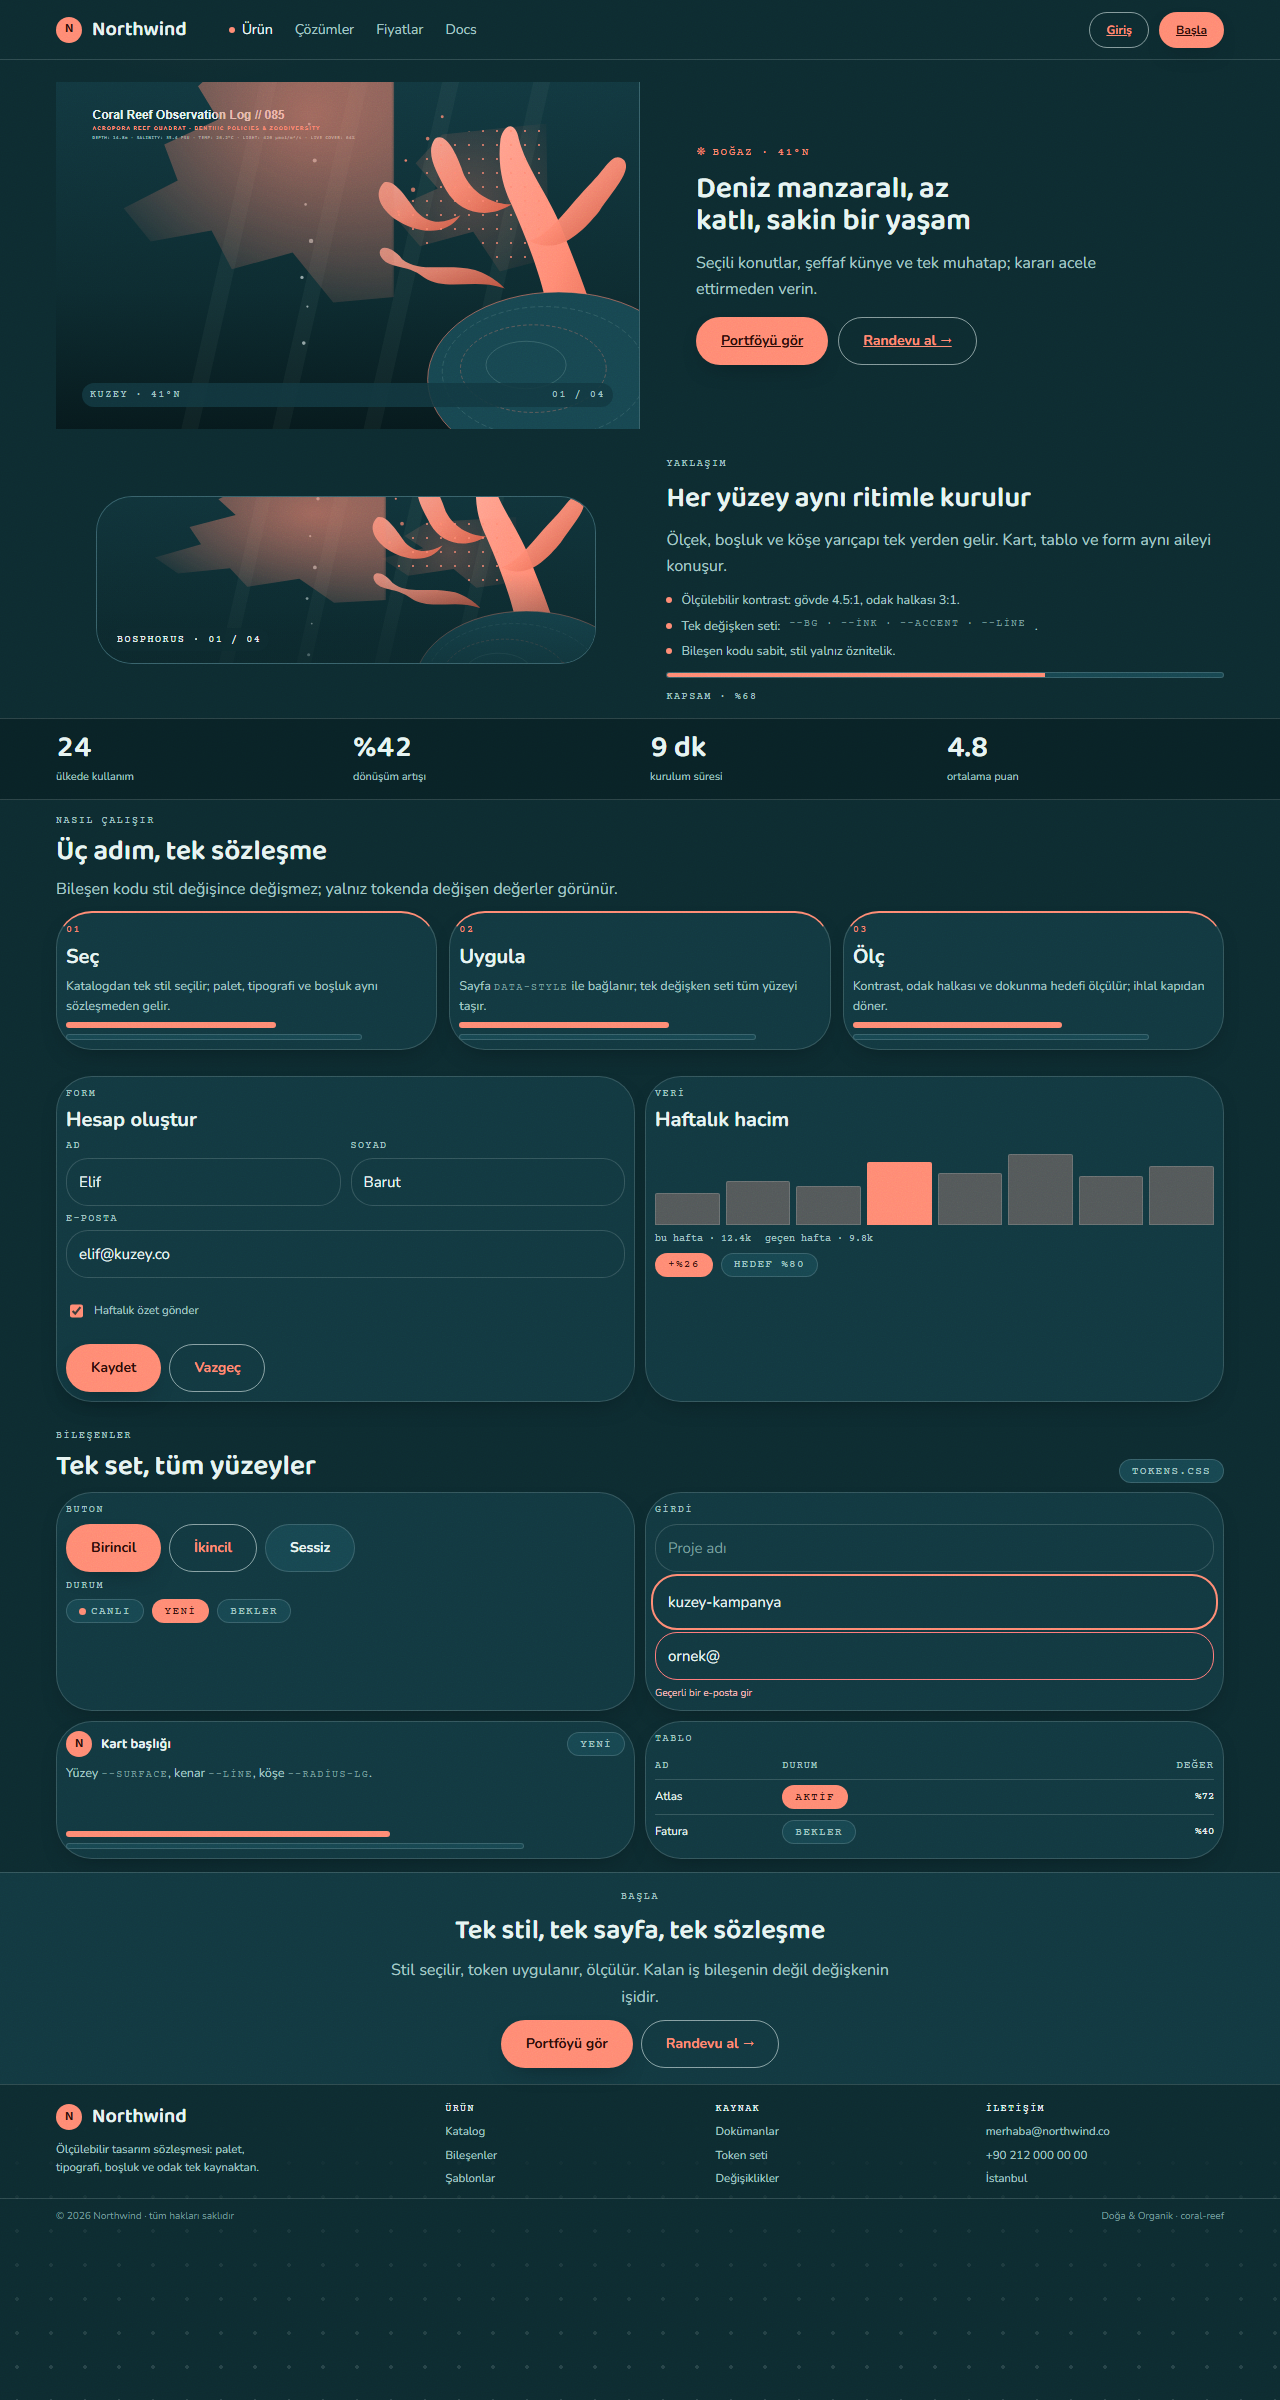 N Northwind
Ürün Çözümler Fiyatlar Docs
Giriş Başla
Coral Reef Observation Log // 085
ACROPORA REEF QUADRAT - BENTHIC POLICIES & ZOODIVERSITY
BOĞAZ · 41°N
Deniz manzaralı, az
katlı, sakin bir yaşam
Seçili konutlar, şeffaf künye ve tek muhatap; kararı acele
ettirmeden verin.
Portföyü gör Randevu al →
KUZEY · 41°N 01 / 04
YAKLAŞIM
Her yüzey aynı ritimle kurulur
Ölçek, boşluk ve köşe yarıçapı tek yerden gelir. Kart, tablo ve form aynı aileyi
konuşur.
Ölçülebilir kontrast: gövde 4.5:1, odak halkası 3:1.
Tek değişken seti: --BG · --İNK · --ACCENT · --LİNE .
Bileşen kodu sabit, stil yalnız öznitelik.
KAPSAM · %68
BOSPHORUS · 01 / 04
24 %42 9 dk 4.8
ülkede kullanım dönüşüm artışı kurulum süresi ortalama puan
NASIL ÇALIŞIR
Üç adım, tek sözleşme
Bileşen kodu stil değişince değişmez; yalnız tokenda değişen değerler görünür.
01
Seç
Katalogdan tek stil seçilir; palet, tipografi ve boşluk aynı
sözleşmeden gelir.
02
Uygula
Sayfa DATA-STYLE ile bağlanır; tek değişken seti tüm yüzeyi
taşır.
03
Ölç
Kontrast, odak halkası ve dokunma hedefi ölçülür; ihlal kapıdan
döner.
FORM
Hesap oluştur
AD SOYAD
Elif Barut
E-POSTA
elif@kuzey.co
Haftalık özet gönder
Kaydet Vazgeç
VERİ
Haftalık hacim
bu hafta · 12.4k geçen hafta · 9.8k
+%26 HEDEF %80
BİLEŞENLER
Tek set, tüm yüzeyler
TOKENS.CSS
BUTON
Birincil İkincil Sessiz
DURUM
CANLI YENİ BEKLER
GİRDİ
Proje adı
kuzey-kampanya
ornek@
Geçerli bir e-posta gir
N Kart başlığı YENİ
Yüzey --SURFACE, kenar --LİNE, köşe --RADİUS-LG.
TABLO
AD DURUM DEĞER
Atlas AKTİF %72
Fatura BEKLER %40
BAŞLA
Tek stil, tek sayfa, tek sözleşme
Stil seçilir, token uygulanır, ölçülür. Kalan iş bileşenin değil değişkenin
işidir.
Portföyü gör Randevu al →
N Northwind
Ölçülebilir tasarım sözleşmesi: palet,
tipografi, boşluk ve odak tek kaynaktan.
ÜRÜN
Katalog
Bileşenler
Şablonlar
KAYNAK
Dokümanlar
Token seti
Değişiklikler
İLETİŞİM
merhaba@northwind.co
+90 212 000 00 00
İstanbul
© 2026 Northwind · tüm hakları saklıdır
Doğa & Organik · coral-reef